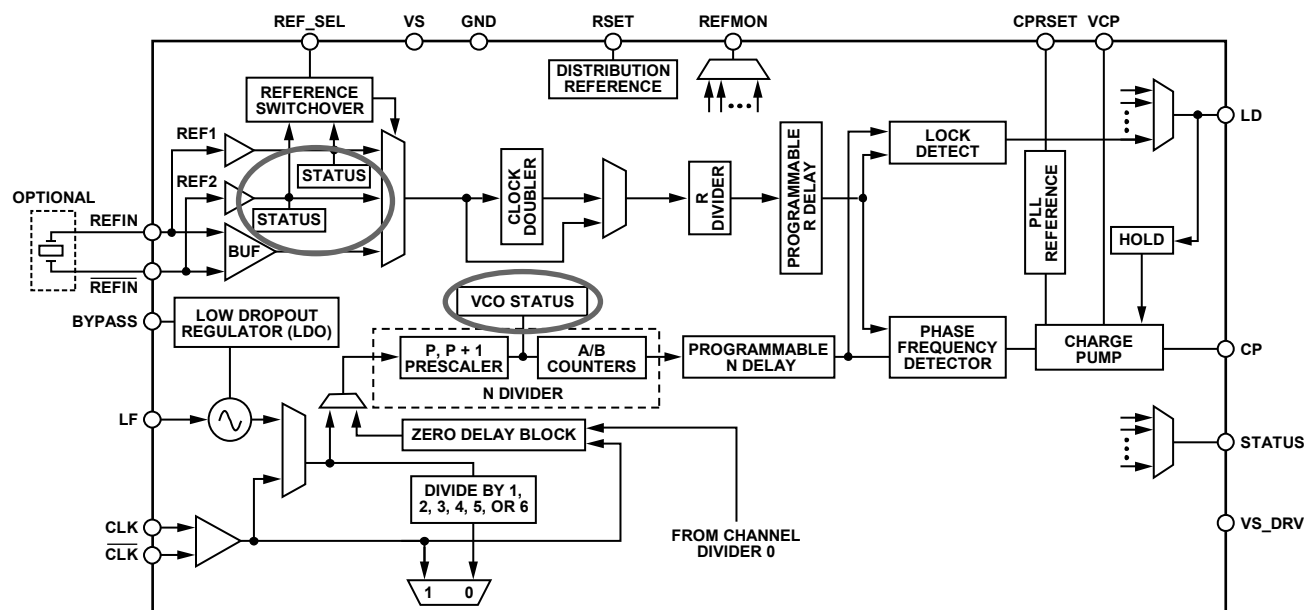 REF_SEL
VS
GND
RSET
REFMON
CPRSET
VCP
DISTRIBUTION
REFERENCE
REFERENCE
SWITCHOVER
LD
REF1
STATUS
REF2
STATUS
LOCK
DETECT
OPTIONAL
CLOCK
DOUBLER
R
DIVIDER
PROGRAMMABLE
R DELAY
PLL
REFERENCE
REFIN
BUF
HOLD
REFIN
VCO STATUS
BYPASS
LOW DROPOUT
REGULATOR (LDO)
P, P + 1
PRESCALER
A/B
COUNTERS
N DIVIDER
PROGRAMMABLE
N DELAY
PHASE
FREQUENCY
DETECTOR
CHARGE
PUMP
CP
LF
ZERO DELAY BLOCK
STATUS
DIVIDE BY 1,
2, 3, 4, 5, OR 6
CLK
CLK
FROM CHANNEL
DIVIDER 0
VS_DRV
1 0